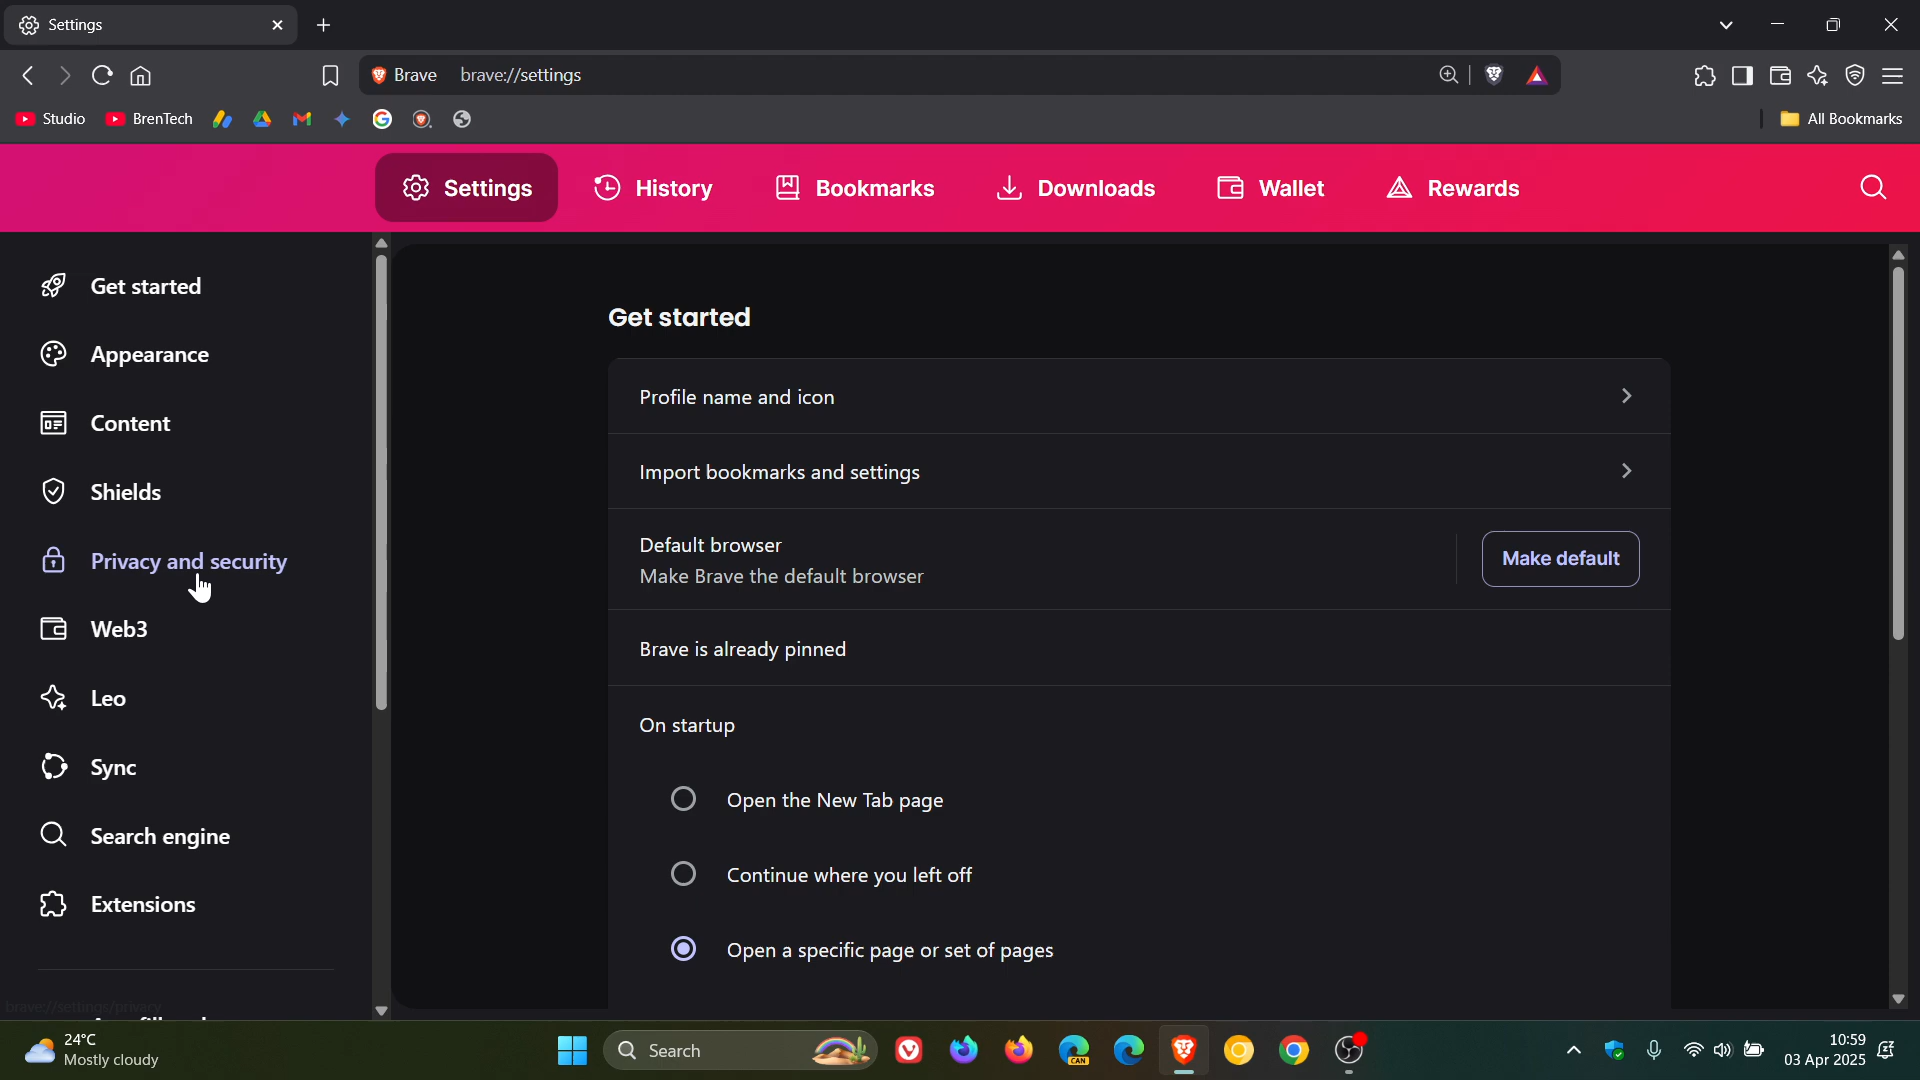 Settings
Brave brave://settings
Studio BrenTech All Bookmarks
Settings History Bookmarks Downloads Wallet Rewards
Get started
Appearance
Content
Shields
Privacy and security
Web3
Leo
Sync
Search engine
Extensions
brave://settings/privacy
Get started
Profile name and icon
Import bookmarks and settings
Default browser
Make Brave the default browser
Make default
Brave is already pinned
On startup
Open the New Tab page
Continue where you left off
Open a specific page or set of pages
24°C
Mostly cloudy
Search
CAN
10:59
03 Apr 2025